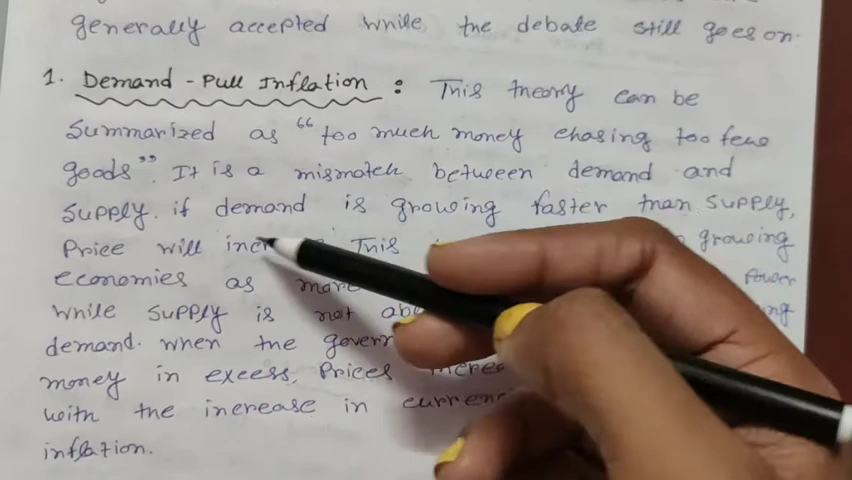 generally accepted while the debate still goes on.
1. Demand-Pull Inflation : This theory can be
Summarized as "too much money chasing too few
goods". It is a mismatch between demand and
Supply. if demand is growing faster than supply,
Price will This growing
economies as more Power
while supply is not
demand. when the
money in excess, Prices
with the increase in
inflation.